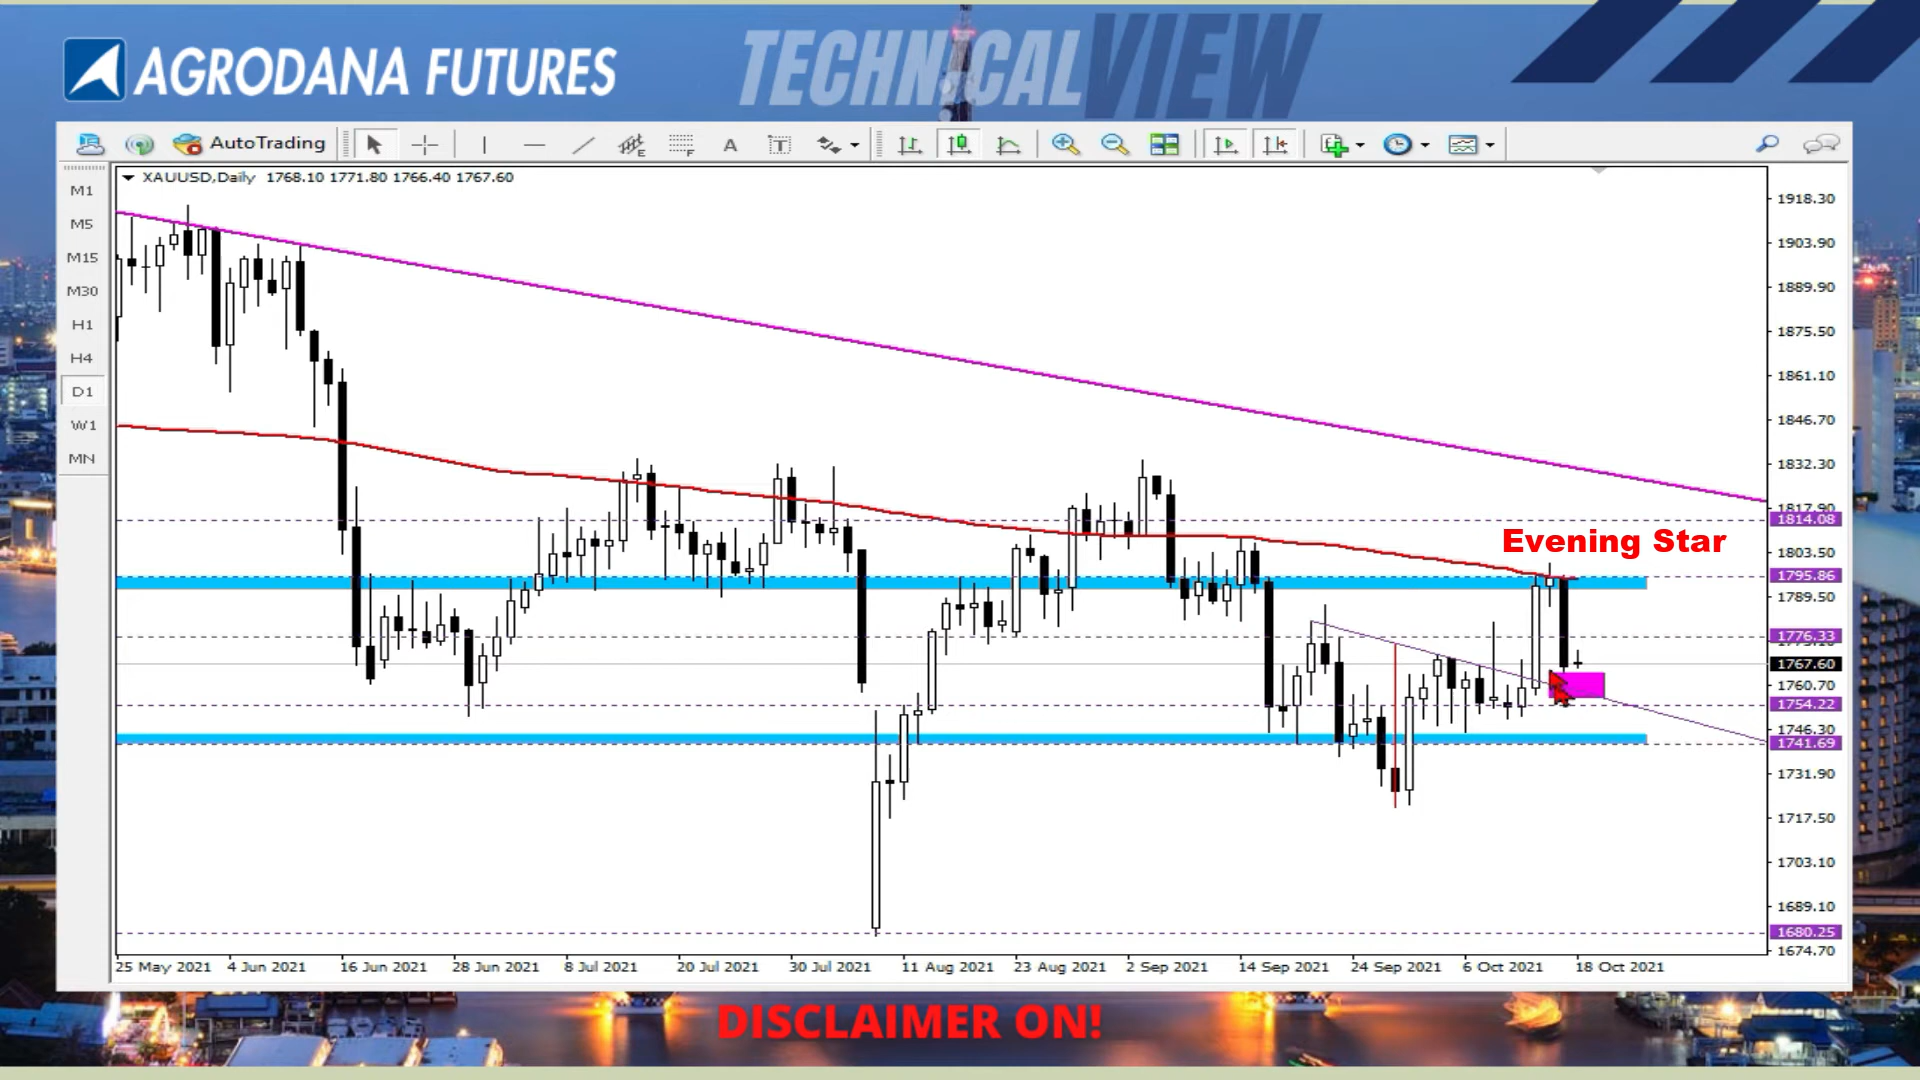 AGRODANA FUTURES
TECHNICALVIEW
AutoTrading
E
F
A
T
M1
M5
M15
M30
H1
H4
D1
W1
MN
XAUUSD,Daily 1768.10 1771.80 1766.40 1767.60
1918.30
1903.90
1889.90
1875.50
1861.10
1846.70
1832.30
1817.90
1814.08
Evening Star
1803.50
1795.86
1789.50
1776.33
1767.60
1760.70
1754.22
1746.30
1741.69
1731.90
1717.50
1703.10
1689.10
1680.25
1674.70
25 May 2021 4 Jun 2021 16 Jun 2021 28 Jun 2021 8 Jul 2021 20 Jul 2021 30 Jul 2021 11 Aug 2021 23 Aug 2021 2 Sep 2021 14 Sep 2021 24 Sep 2021 6 Oct 2021 18 Oct 2021
DISCLAIMER ON!